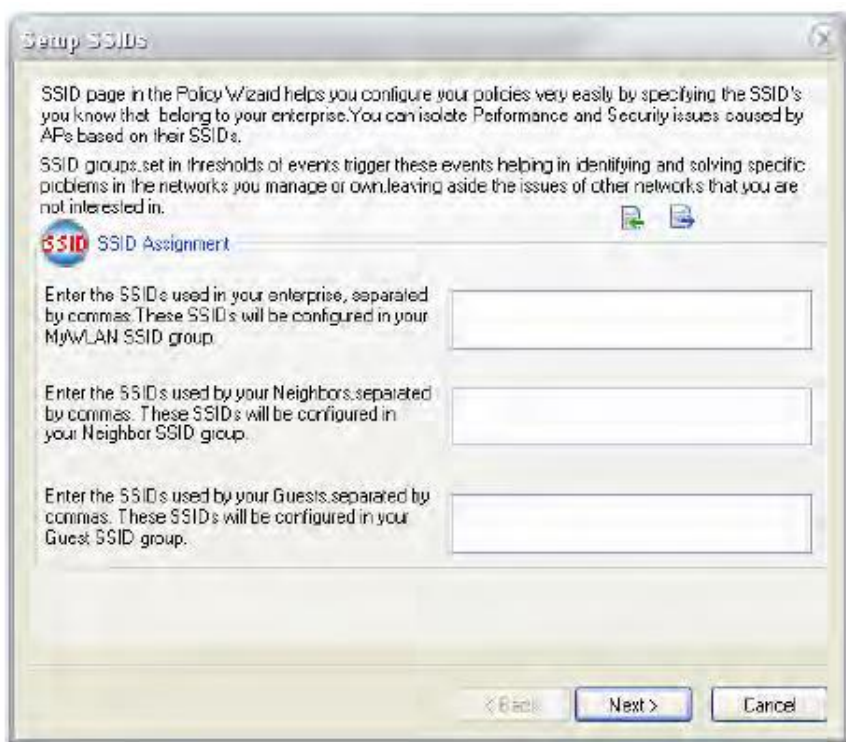 Setup SSIDs
SSID page in the Policy Wizard helps you configure your policies very easily by specifying the SSID's
you know that belong to your enterprise.You can isolate Performance and Security issues caused by
APs based on their SSIDs.
SSID groups,set in thresholds of events trigger these events helping in identifying and solving specific
problems in the networks you manage or own,leaving aside the issues of other networks that you are
not interested in.
SSID SSID Assignment
Enter the SSIDs used in your enterprise, separated
by commas.These SSIDs will be configured in your
MyWLAN SSID group.
Enter the SSIDs used by your Neighbors,separated
by commas. These SSIDs will be configured in
your Neighbor SSID group.
Enter the SSIDs used by your Guests,separated by
commas. These SSIDs will be configured in your
Guest SSID group.
< Back
Next >
Cancel